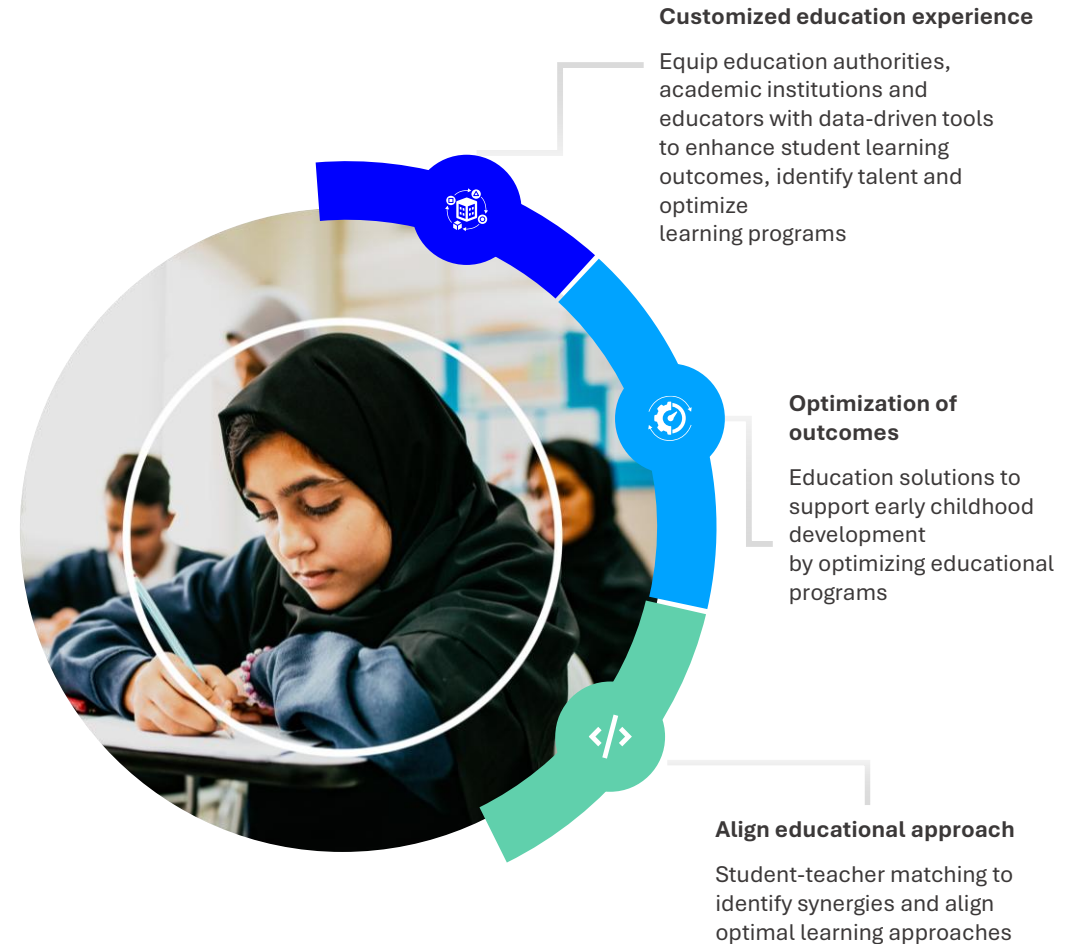 Customized education experience
Equip education authorities,
academic institutions and
educators with data-driven tools
to enhance student learning
outcomes, identify talent and
optimize
learning programs
Optimization of
outcomes
Education solutions to
support early childhood
development
by optimizing educational
programs
Align educational approach
Student-teacher matching to
identify synergies and align
optimal learning approaches